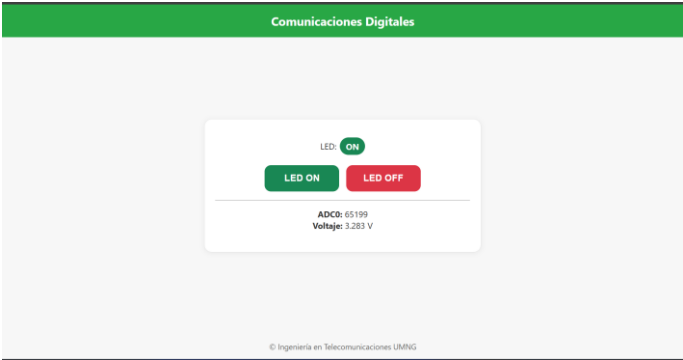 Comunicaciones Digitales
LED: ON
LED ON LED OFF
ADC0: 65199
Voltaje: 3.283 V
© Ingeniería en Telecomunicaciones UMNG